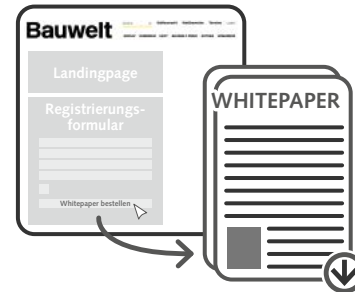 Bauwelt
Landingpage
Registrierungs-
formular
Whitepaper bestellen
WHITEPAPER